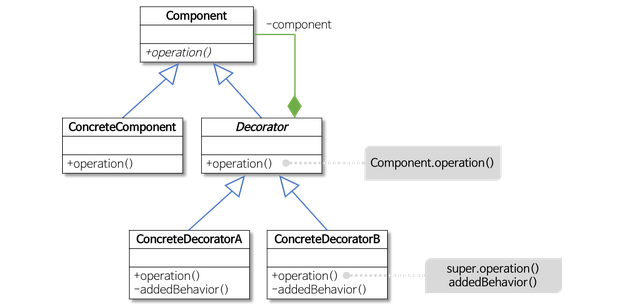 Component
-component
+operation()
ConcreteComponent
Decorator
+operation()
+operation()
Component.operation()
ConcreteDecoratorA
ConcreteDecoratorB
+operation()
-addedBehavior()
+operation()
-addedBehavior()
super.operation()
addedBehavior()